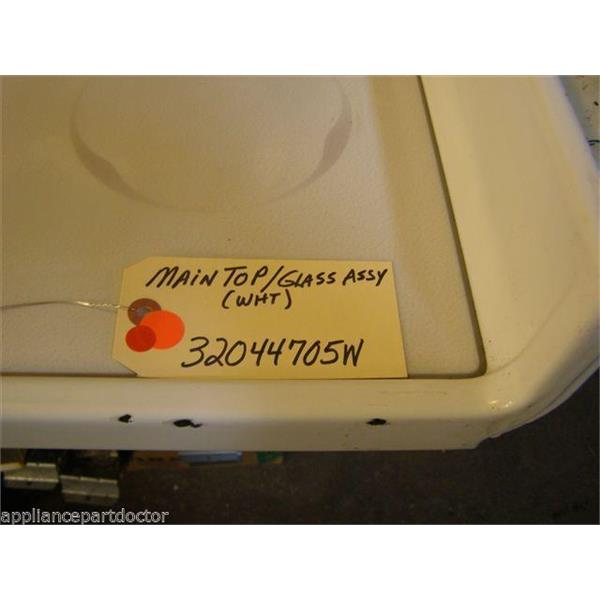 MAIN TOP/GLASS ASSY
(WHT)
32044705W
appliancepartdoctor